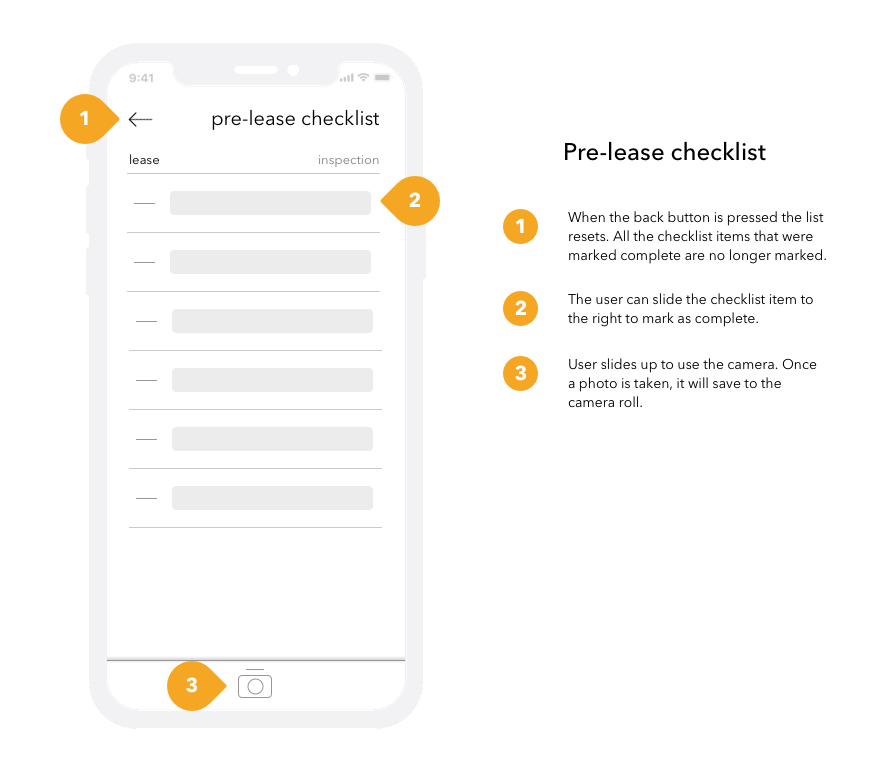 9:41
1
pre-lease checklist
lease
inspection
2
3
Pre-lease checklist
1
When the back button is pressed the list
resets. All the checklist items that were
marked complete are no longer marked.
2
The user can slide the checklist item to
the right to mark as complete.
3
User slides up to use the camera. Once
a photo is taken, it will save to the
camera roll.